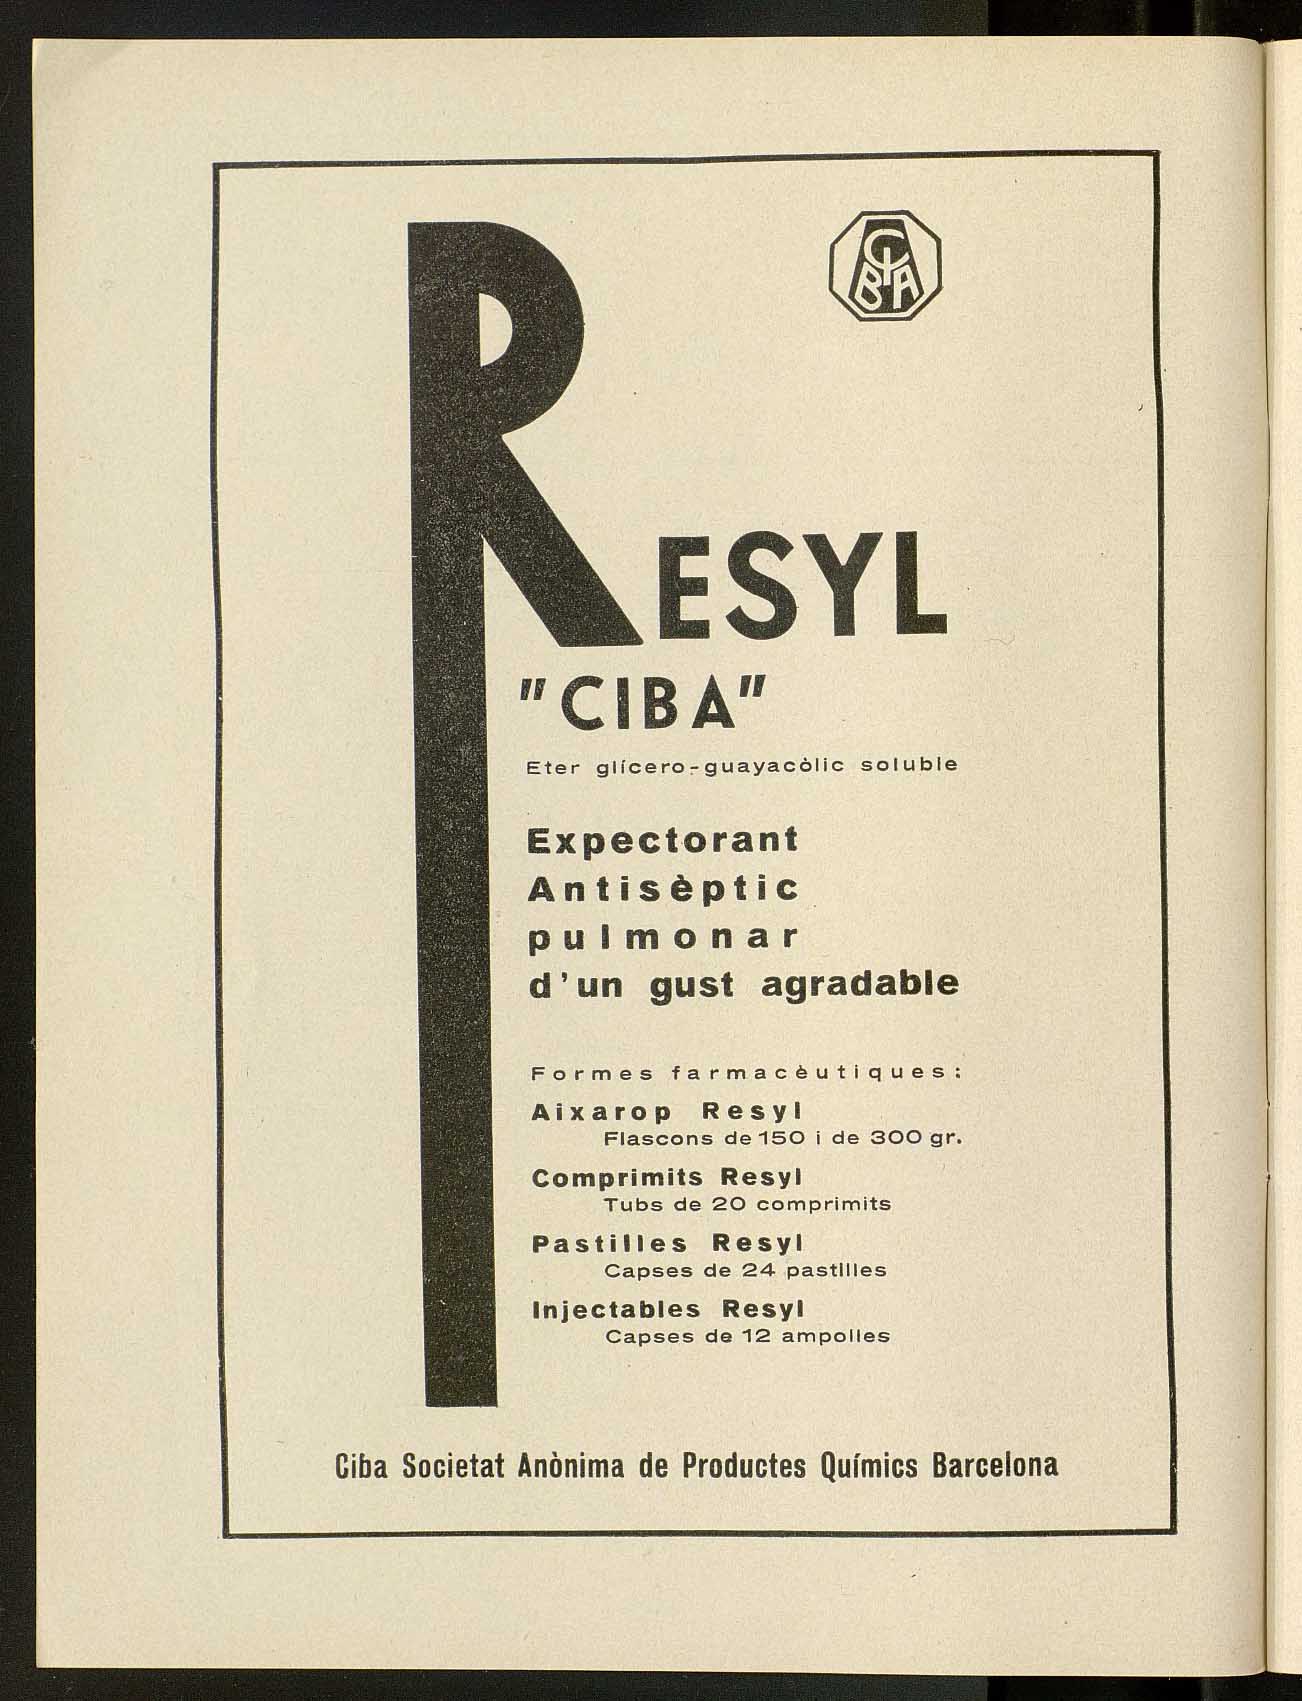 CIBA
RESYL
"CIBA"
Eter glícero-guayacòlic soluble
Expectorant
Antisèptic
pulmonar
d'un gust agradable
Formes farmacèutiques:
Aixarop Resyl
Flascons de 150 i de 300 gr.
Comprimits Resyl
Tubs de 20 comprimits
Pastilles Resyl
Capses de 24 pastilles
Injectables Resyl
Capses de 12 ampolles
Ciba Societat Anònima de Productes Químics Barcelona